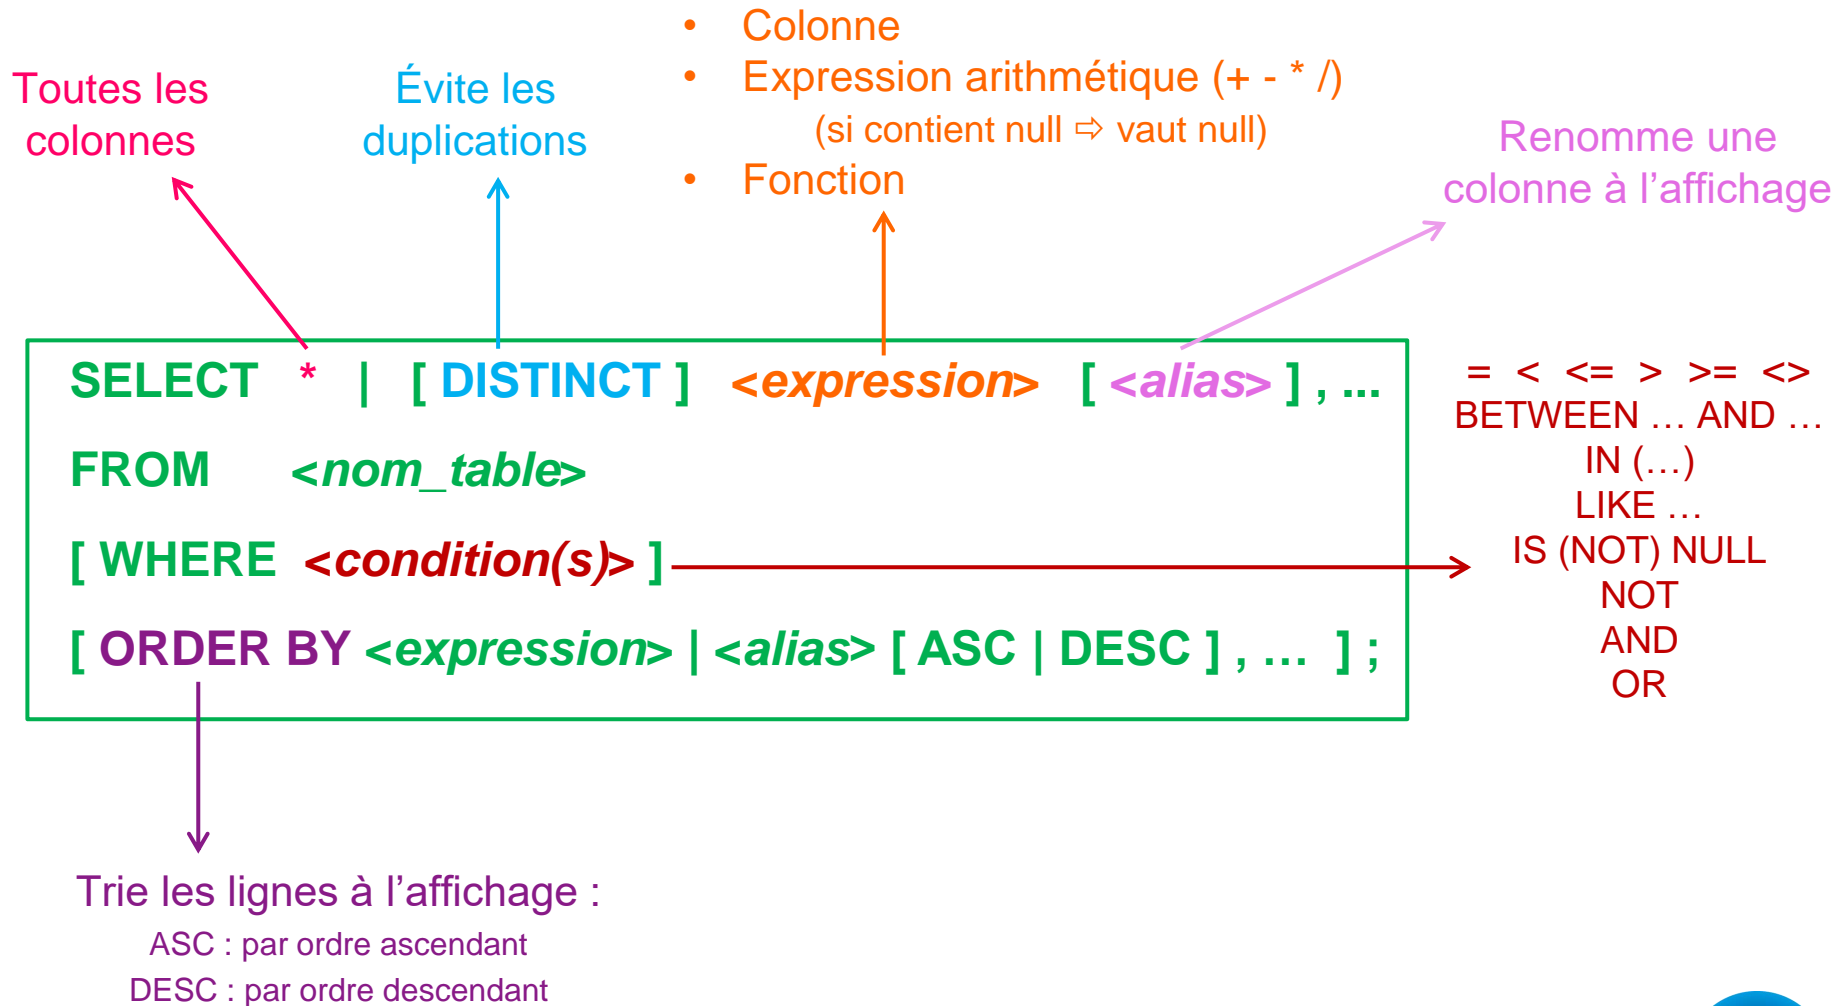 • Colonne
• Expression arithmétique (+ - * /)
(si contient null ⇨ vaut null)
• Fonction
Toutes les
colonnes
Évite les
duplications
Renomme une
colonne à l’affichage
SELECT * | [ DISTINCT ] <expression> [ <alias> ] , ...
FROM <nom_table>
[ WHERE <condition(s)> ]
[ ORDER BY <expression> | <alias> [ ASC | DESC ] , … ] ;
= < <= > >= <>
BETWEEN … AND …
IN (…)
LIKE …
IS (NOT) NULL
NOT
AND
OR
Trie les lignes à l’affichage :
ASC : par ordre ascendant
DESC : par ordre descendant